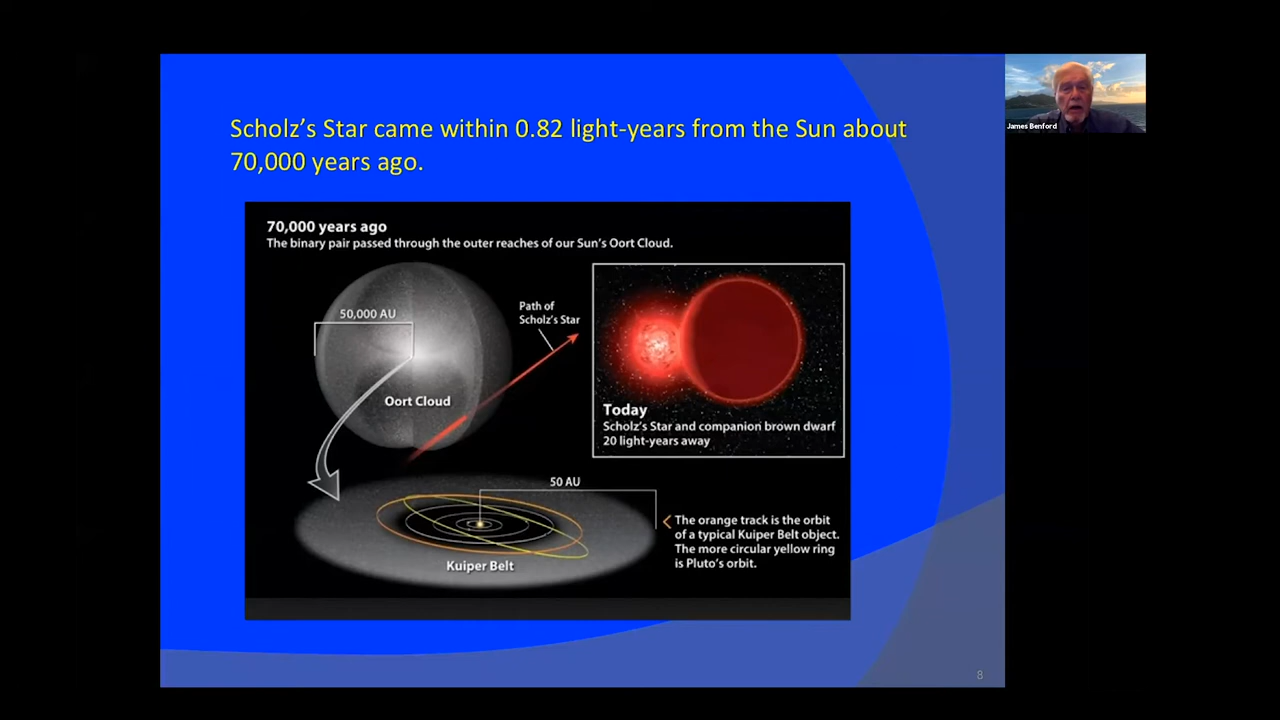 James Benford
Scholz's Star came within 0.82 light-years from the Sun about
70,000 years ago.
70,000 years ago
The binary pair passed through the outer reaches of our Sun's Oort Cloud.
50,000 AU
Path of
Scholz's Star
Oort Cloud
Today
Scholz's Star and companion brown dwarf
20 light-years away
50 AU
The orange track is the orbit
of a typical Kuiper Belt object.
The more circular yellow ring
is Pluto's orbit.
Kuiper Belt
8